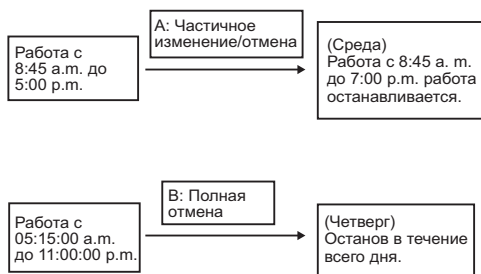 А: Частичное
изменение/отмена
Работа с
8:45 a.m. до
5:00 p.m.
(Среда)
Работа с 8:45 a. m.
до 7:00 p.m. работа
останавливается.
В: Полная
отмена
Работа с
05:15:00 a.m.
до 11:00:00 p.m.
(Четверг)
Останов в течение
всего дня.